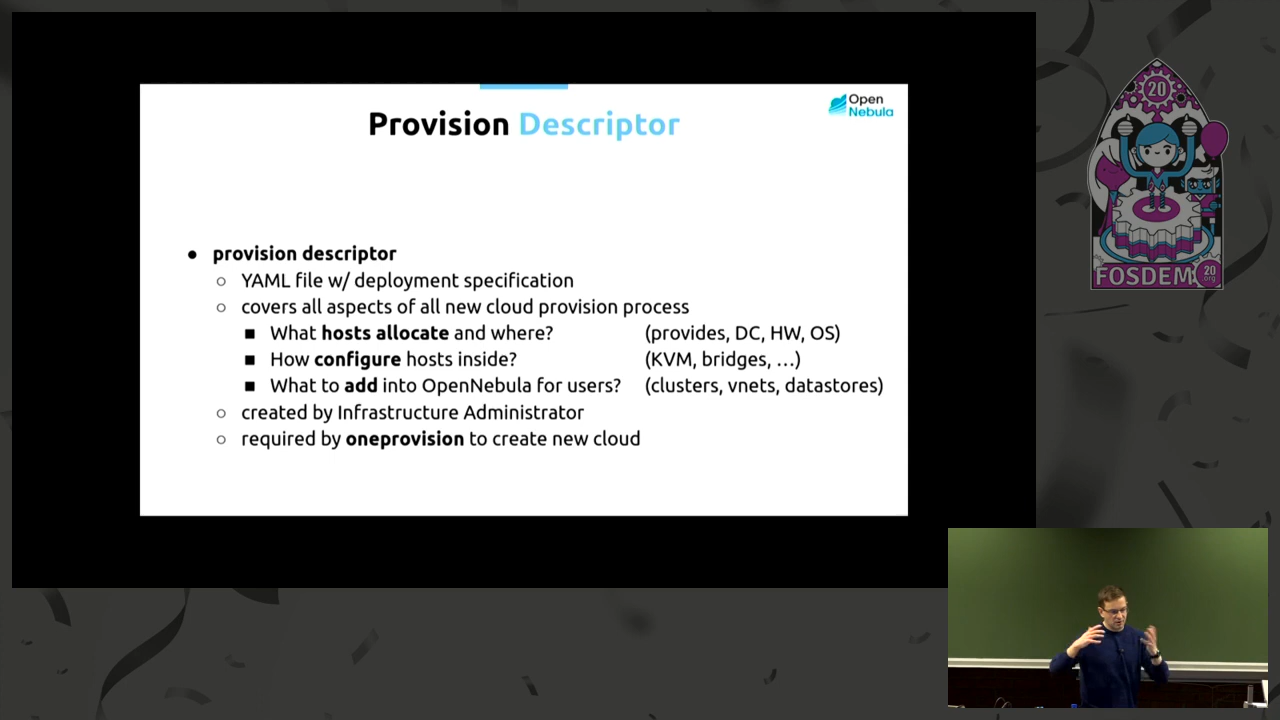 Provision Descriptor
Open
Nebula
● provision descriptor
○ YAML file w/ deployment specification
○ covers all aspects of all new cloud provision process
■ What hosts allocate and where? (provides, DC, HW, OS)
■ How configure hosts inside? (KVM, bridges, …)
■ What to add into OpenNebula for users? (clusters, vnets, datastores)
○ created by Infrastructure Administrator
○ required by oneprovision to create new cloud
20
FOSDEM
20
.org